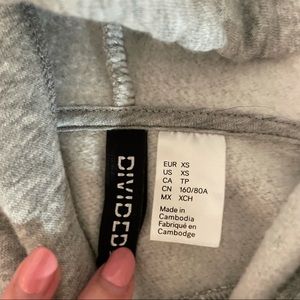 DIVIDED
EUR XS
US XS
CA TP
CN 160/80A
MX XCH
Made in
Cambodia
Fabriqué en
Cambodge